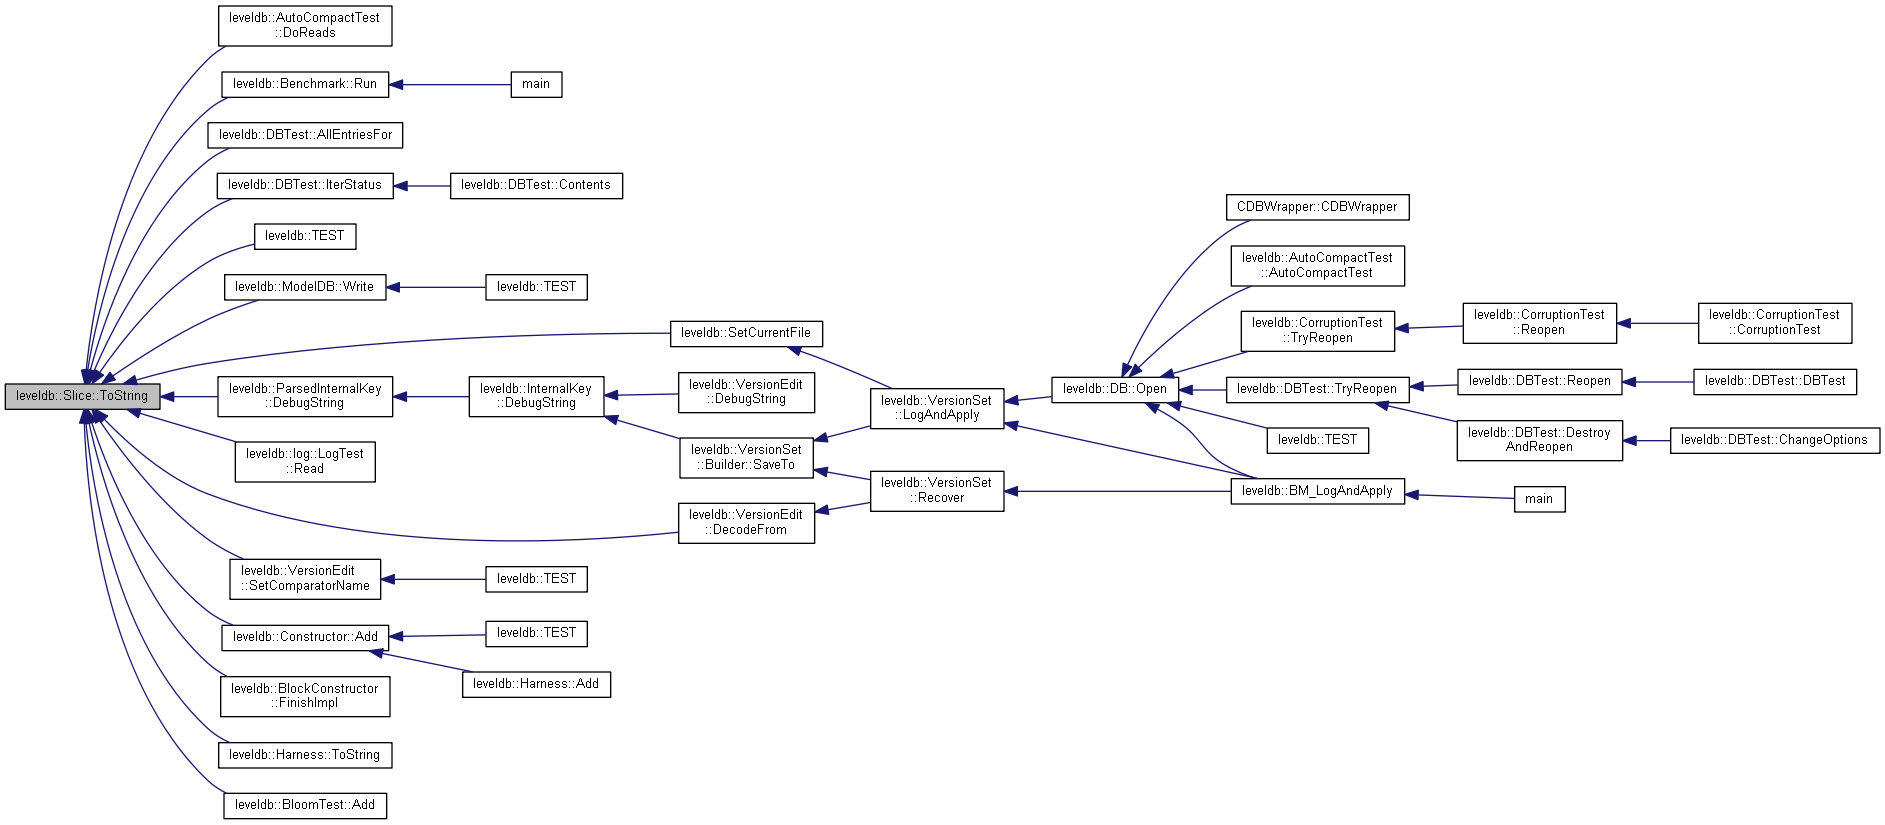 leveldb::AutoCompactTest
::DoReads
leveldb::Benchmark::Run
main
leveldb::DBTest::AllEntriesFor
leveldb::DBTest::IterStatus
leveldb::DBTest::Contents
leveldb::TEST
leveldb::ModelDB::Write
leveldb::TEST
leveldb::SetCurrentFile
leveldb::Slice::ToString
leveldb::ParsedInternalKey
::DebugString
leveldb::InternalKey
::DebugString
leveldb::VersionEdit
::DebugString
leveldb::VersionSet
::Builder::SaveTo
leveldb::VersionSet
::LogAndApply
leveldb::VersionSet
::Recover
leveldb::DB::Open
CDBWrapper::CDBWrapper
leveldb::AutoCompactTest
::AutoCompactTest
leveldb::CorruptionTest
::TryReopen
leveldb::CorruptionTest
::Reopen
leveldb::CorruptionTest
::CorruptionTest
leveldb::DBTest::TryReopen
leveldb::DBTest::Reopen
leveldb::DBTest::DBTest
leveldb::TEST
leveldb::DBTest::Destroy
AndReopen
leveldb::DBTest::ChangeOptions
leveldb::BM_LogAndApply
main
leveldb::log::LogTest
::Read
leveldb::VersionEdit
::DecodeFrom
leveldb::VersionEdit
::SetComparatorName
leveldb::TEST
leveldb::Constructor::Add
leveldb::TEST
leveldb::Harness::Add
leveldb::BlockConstructor
::FinishImpl
leveldb::Harness::ToString
leveldb::BloomTest::Add